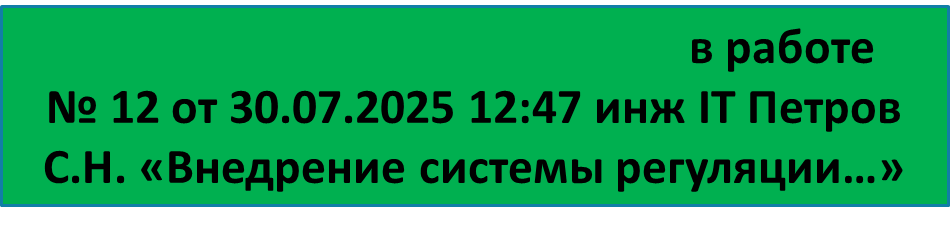 в работе
№ 12 от 30.07.2025 12:47 инж IT Петров
С.Н. «Внедрение системы регуляции…»